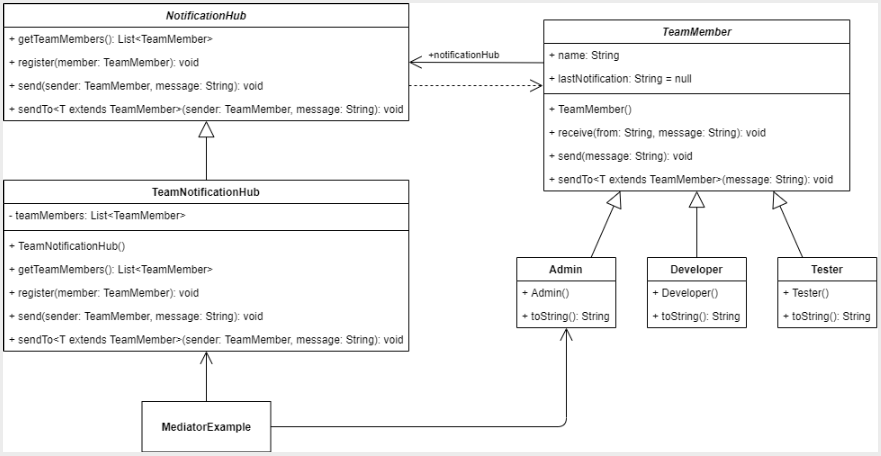 NotificationHub
+ getTeamMembers(): List<TeamMember>
+ register(member: TeamMember): void
+ send(sender: TeamMember, message: String): void
+ sendTo<T extends TeamMember>(sender: TeamMember, message: String): void
+notificationHub
TeamMember
+ name: String
+ lastNotification: String = null
+ TeamMember()
+ receive(from: String, message: String): void
+ send(message: String): void
+ sendTo<T extends TeamMember>(message: String): void
TeamNotificationHub
- teamMembers: List<TeamMember>
+ TeamNotificationHub()
+ getTeamMembers(): List<TeamMember>
+ register(member: TeamMember): void
+ send(sender: TeamMember, message: String): void
+ sendTo<T extends TeamMember>(sender: TeamMember, message: String): void
Admin
+ Admin()
+ toString(): String
Developer
+ Developer()
+ toString(): String
Tester
+ Tester()
+ toString(): String
MediatorExample